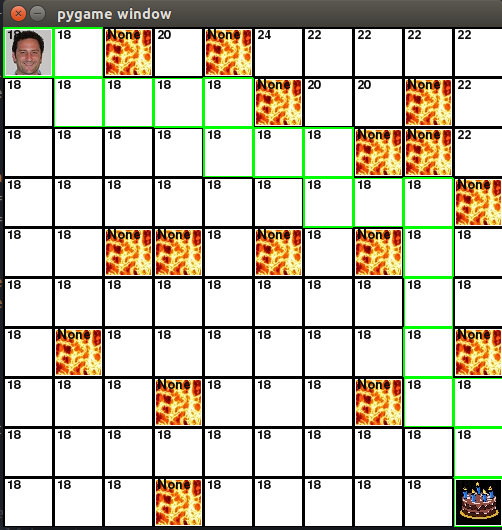 pygame window
18 18 None 20 None 24 22 22 22 22
18 18 18 18 18 None 20 20 None 22
18 18 18 18 18 18 18 None None 22
18 18 18 18 18 18 18 18 18 None
18 18 None None 18 None 18 None 18 18
18 18 18 18 18 18 18 18 18 18
18 None 18 18 18 18 18 18 18 None
18 18 18 None 18 18 18 None 18 18
18 18 18 18 18 18 18 18 18 18
18 18 18 None 18 18 18 18 18